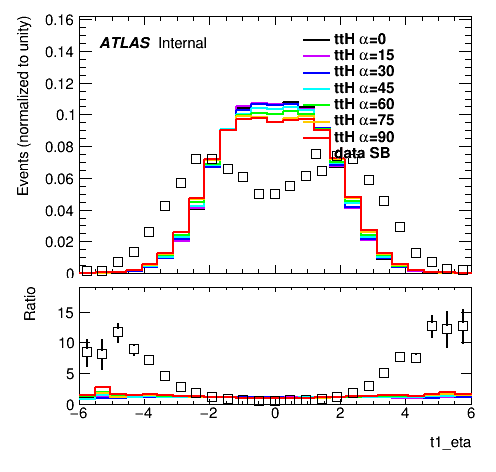 ATLAS Internal
ttH α=0
ttH α=15
ttH α=30
ttH α=45
ttH α=60
ttH α=75
ttH α=90
data SB
Events (normalized to unity)
0.16
0.14
0.12
0.1
0.08
0.06
0.04
0.02
0
Ratio
15
10
5
0
−6 −4 −2 0 2 4 6
t1_eta